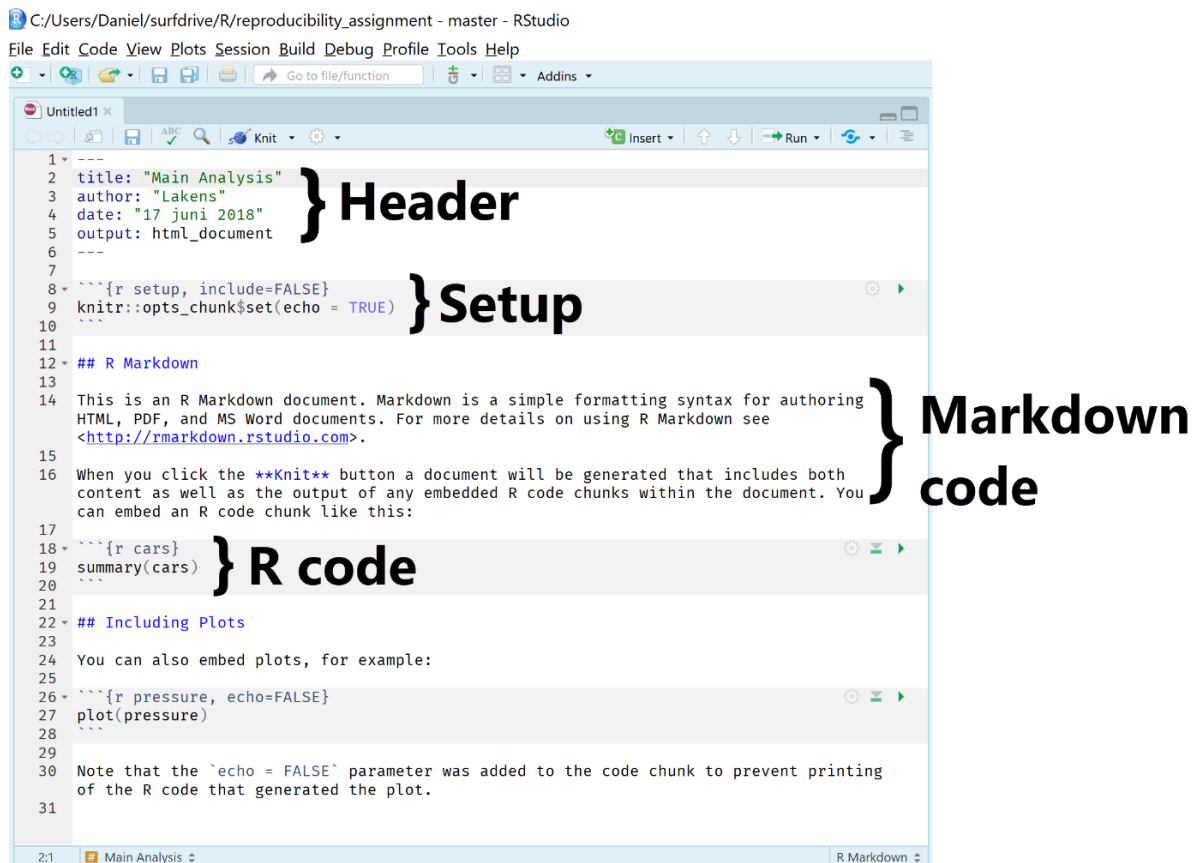 C:/Users/Daniel/surfdrive/R/reproducibility_assignment - master - RStudio
File Edit Code View Plots Session Build Debug Profile Tools Help
Go to file/function Addins
Untitled1
ABC Knit Insert Run
1 ---
2 title: "Main Analysis"
3 author: "Lakens"
4 date: "17 juni 2018"
5 output: html_document
6 ---
} Header
7
8 ```{r setup, include=FALSE}
9 knitr::opts_chunk$set(echo = TRUE)
10 ```
} Setup
11
12 ## R Markdown
13
14 This is an R Markdown document. Markdown is a simple formatting syntax for authoring
HTML, PDF, and MS Word documents. For more details on using R Markdown see
<http://rmarkdown.rstudio.com>.
15
16 When you click the **Knit** button a document will be generated that includes both
content as well as the output of any embedded R code chunks within the document. You
can embed an R code chunk like this:
} Markdown
code
17
18 ```{r cars}
19 summary(cars)
20 ```
} R code
21
22 ## Including Plots
23
24 You can also embed plots, for example:
25
26 ```{r pressure, echo=FALSE}
27 plot(pressure)
28 ```
29
30 Note that the `echo = FALSE` parameter was added to the code chunk to prevent printing
of the R code that generated the plot.
31
2:1 # Main Analysis R Markdown